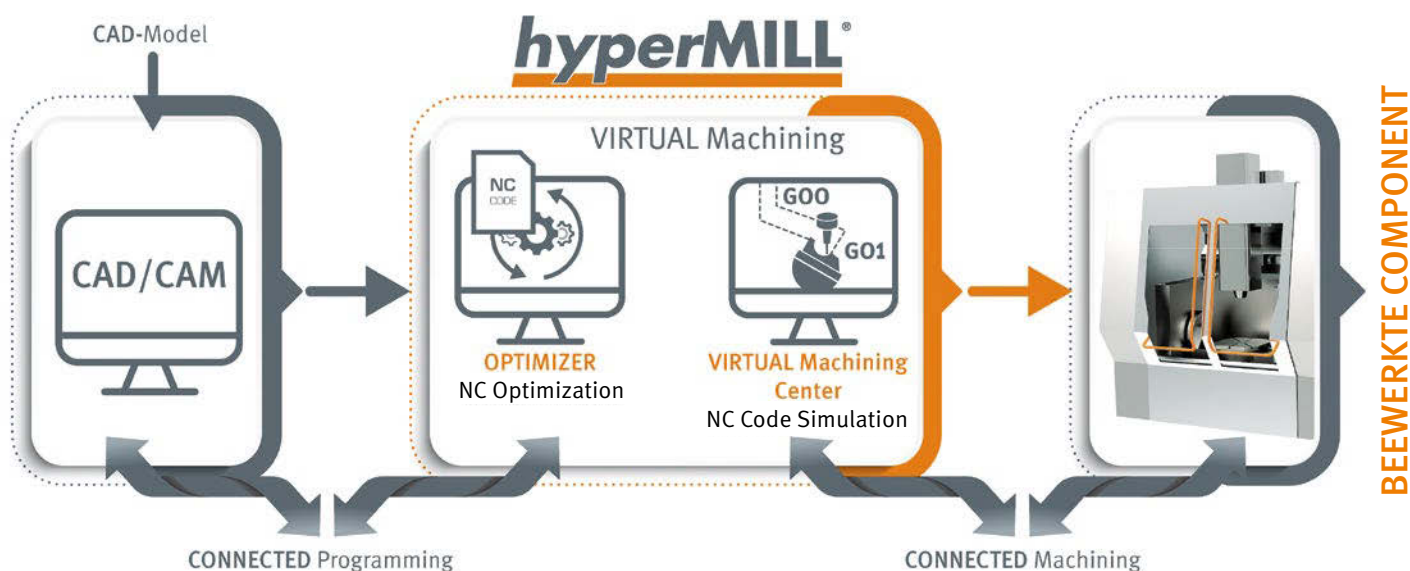 CAD-Model
hyperMILL®
VIRTUAL Machining
CAD/CAM
NC
CODE
G00
G01
OPTIMIZER
NC Optimization
VIRTUAL Machining
Center
NC Code Simulation
BEEWERKTE COMPONENT
CONNECTED Programming
CONNECTED Machining